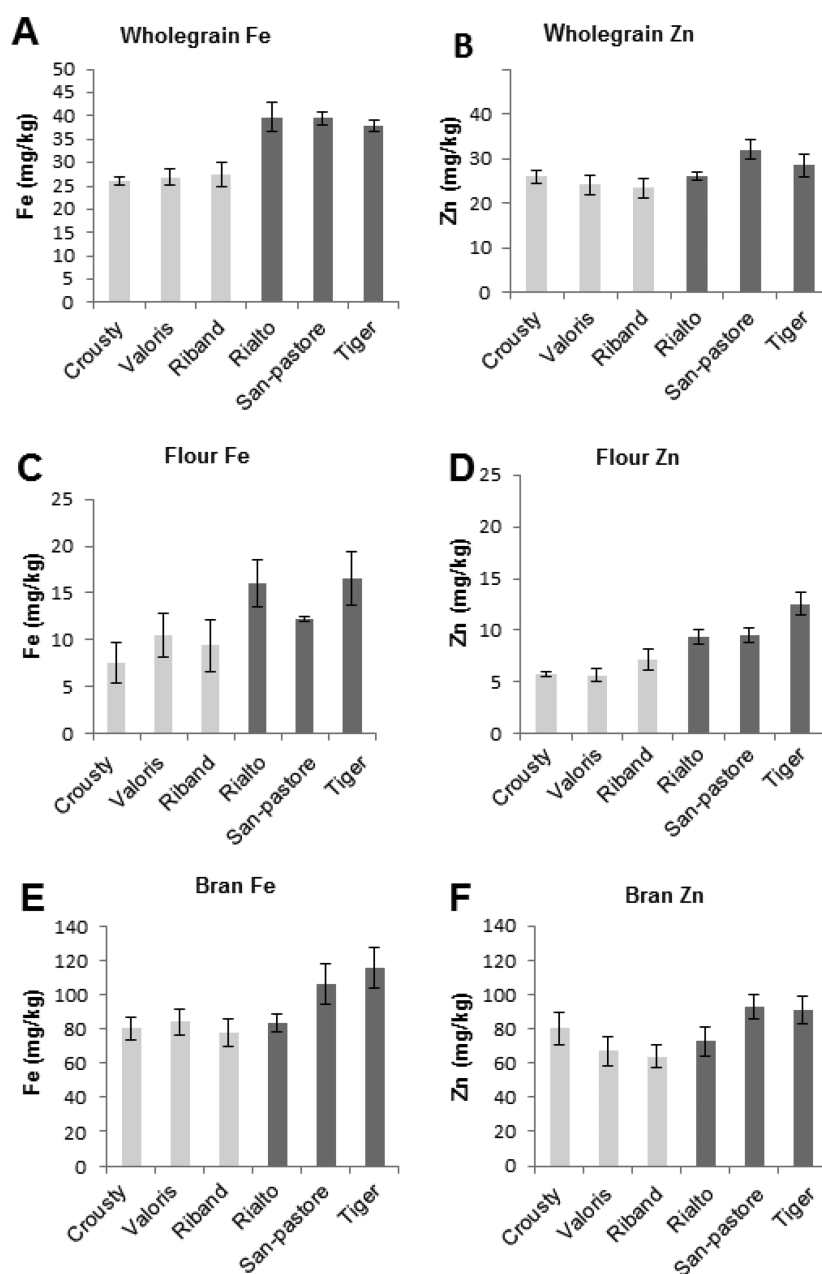 A
Wholegrain Fe
Fe (mg/kg)
50
45
40
35
30
25
20
15
10
5
0
Crousty
Valoris
Riband
Rialto
San-pastore
Tiger
B
Wholegrain Zn
Zn (mg/kg)
40
30
20
10
0
Crousty
Valoris
Riband
Rialto
San-pastore
Tiger
C
Flour Fe
Fe (mg/kg)
25
20
15
10
5
0
Crousty
Valoris
Riband
Rialto
San-pastore
Tiger
D
Flour Zn
Zn (mg/kg)
25
20
15
10
5
0
Crousty
Valoris
Riband
Rialto
San-pastore
Tiger
E
Bran Fe
Fe (mg/kg)
140
120
100
80
60
40
20
0
Crousty
Valoris
Riband
Rialto
San-pastore
Tiger
F
Bran Zn
Zn (mg/kg)
140
120
100
80
60
40
20
0
Crousty
Valoris
Riband
Rialto
San-pastore
Tiger